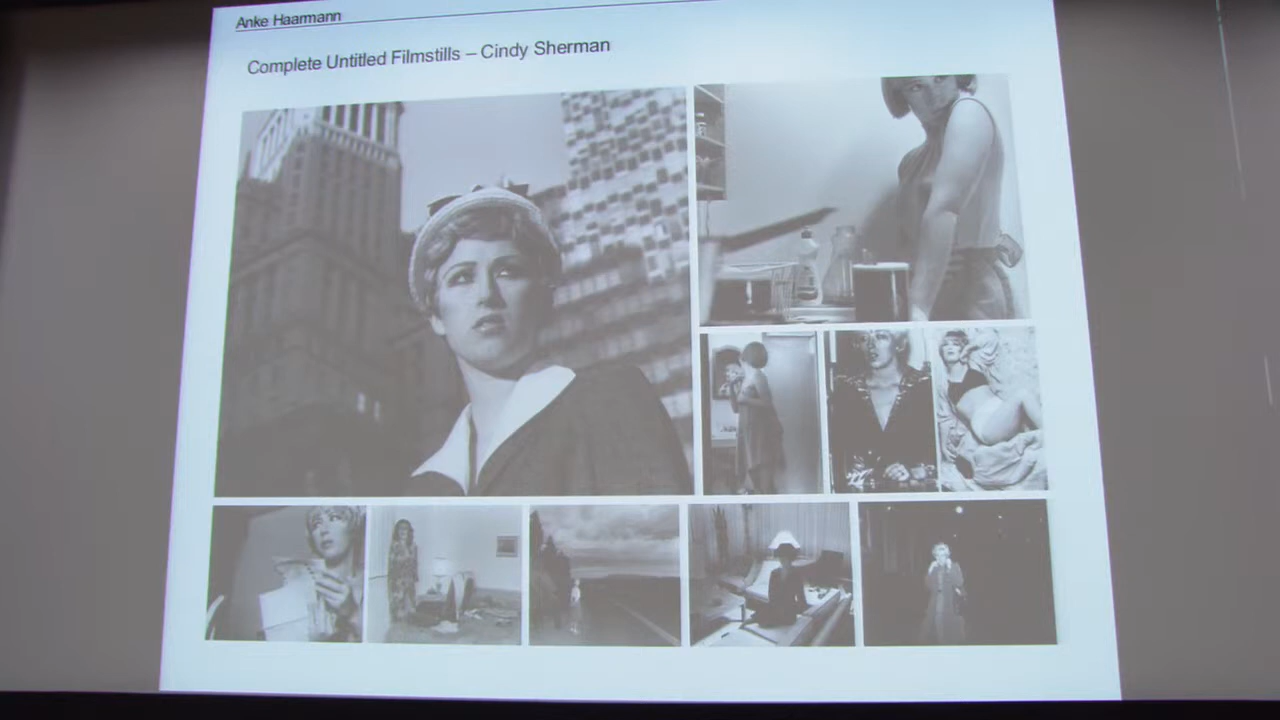 Anke Haarmann
Complete Untitled Filmstills – Cindy Sherman